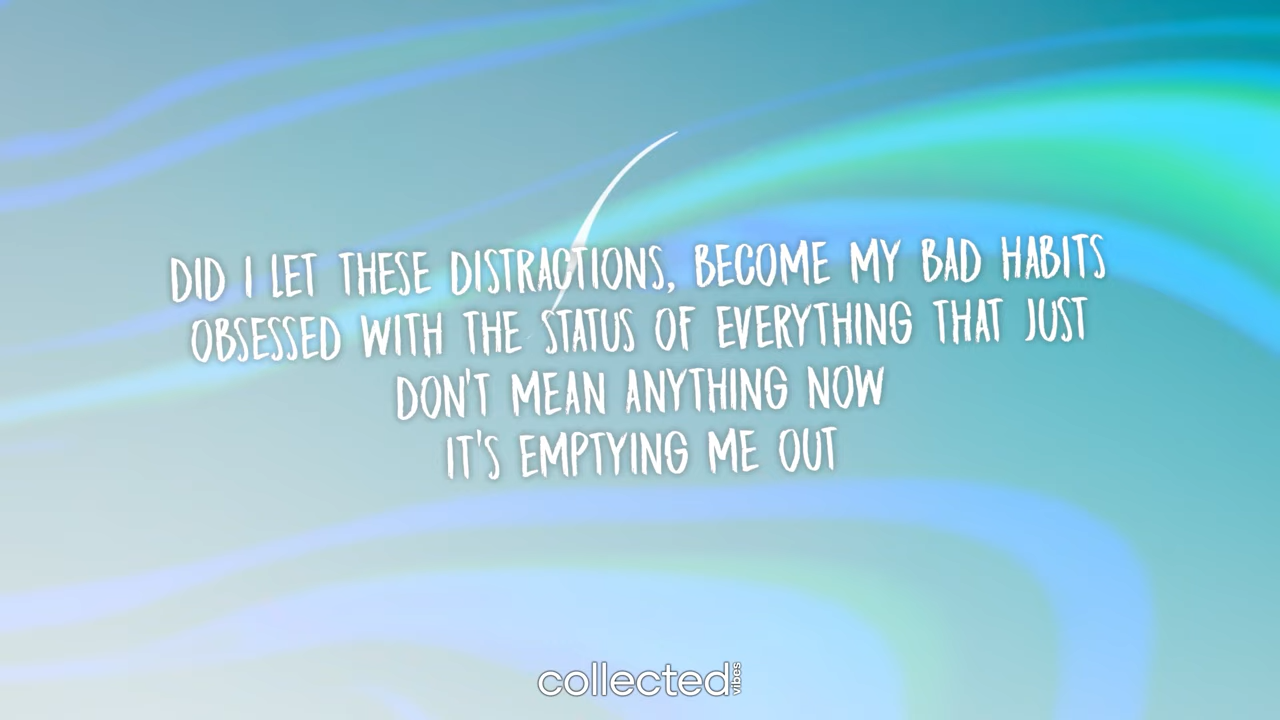 DID I LET THESE DISTRACTIONS, BECOME MY BAD HABITS
OBSESSED WITH THE STATUS OF EVERYTHING THAT JUST
DON'T MEAN ANYTHING NOW
IT'S EMPTYING ME OUT
collected vibes